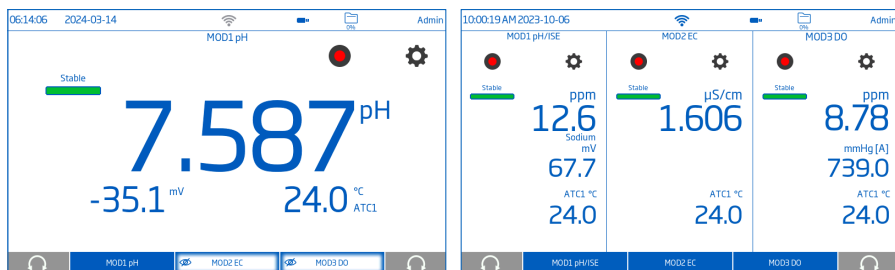 06:14:06 2024-03-14 0% Admin
MOD1 pH
Stable
7.587 pH
-35.1 mV 24.0 °C ATC1
MOD1 pH MOD2 EC MOD3 DO
10:00:19 AM 2023-10-06 0% Admin
MOD1 pH/ISE MOD2 EC MOD3 DO
Stable Stable Stable
ppm µS/cm ppm
12.6 1.606 8.78
Sodium
mV mmHg [A]
67.7 739.0
ATC1 °C ATC1 °C ATC1 °C
24.0 24.0 24.0
MOD1 pH/ISE MOD2 EC MOD3 DO